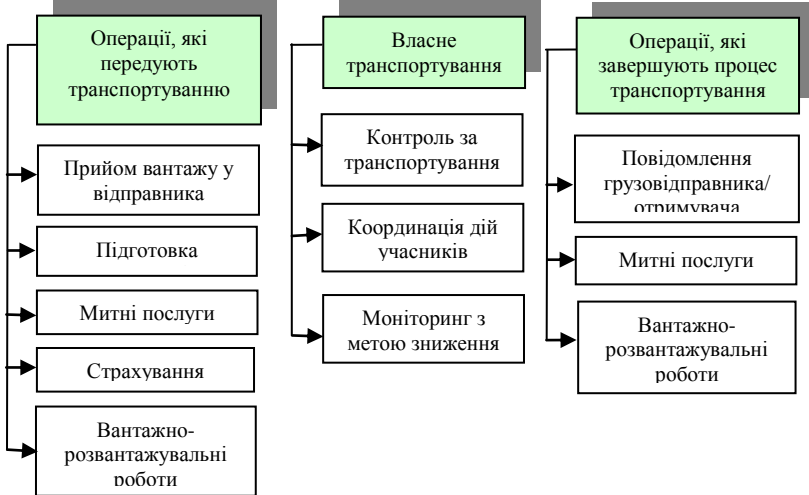 Операції, які
передують
транспортуванню
Прийом вантажу у
відправника
Підготовка
Митні послуги
Страхування
Вантажно-
розвантажувальні
роботи
Власне
транспортування
Контроль за
транспортування
Координація дій
учасників
Моніторинг з
метою зниження
Операції, які
завершують процес
транспортування
Повідомлення
грузовідправника/
отримувача
Митні послуги
Вантажно-
розвантажувальні
роботи